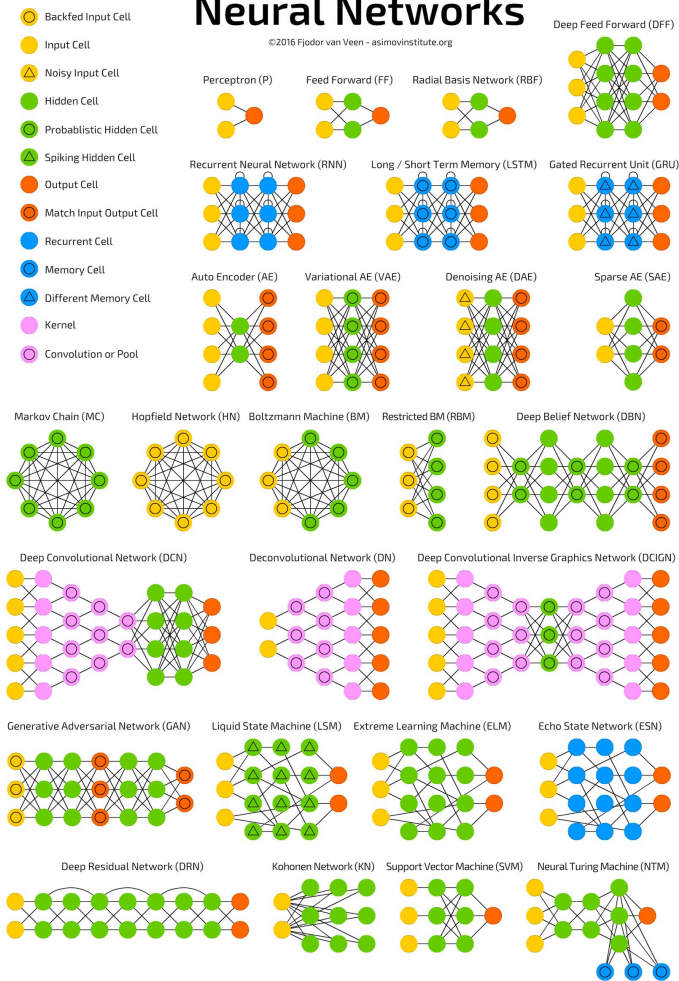 Neural Networks
©2016 Fjodor van Veen - asimovinstitute.org
Backfed Input Cell
Input Cell
Noisy Input Cell
Hidden Cell
Probablistic Hidden Cell
Spiking Hidden Cell
Output Cell
Match Input Output Cell
Recurrent Cell
Memory Cell
Different Memory Cell
Kernel
Convolution or Pool
Deep Feed Forward (DFF)
Perceptron (P)
Feed Forward (FF)
Radial Basis Network (RBF)
Recurrent Neural Network (RNN)
Long / Short Term Memory (LSTM)
Gated Recurrent Unit (GRU)
Auto Encoder (AE)
Variational AE (VAE)
Denoising AE (DAE)
Sparse AE (SAE)
Markov Chain (MC)
Hopfield Network (HN)
Boltzmann Machine (BM)
Restricted BM (RBM)
Deep Belief Network (DBN)
Deep Convolutional Network (DCN)
Deconvolutional Network (DN)
Deep Convolutional Inverse Graphics Network (DCIGN)
Generative Adversarial Network (GAN)
Liquid State Machine (LSM)
Extreme Learning Machine (ELM)
Echo State Network (ESN)
Deep Residual Network (DRN)
Kohonen Network (KN)
Support Vector Machine (SVM)
Neural Turing Machine (NTM)